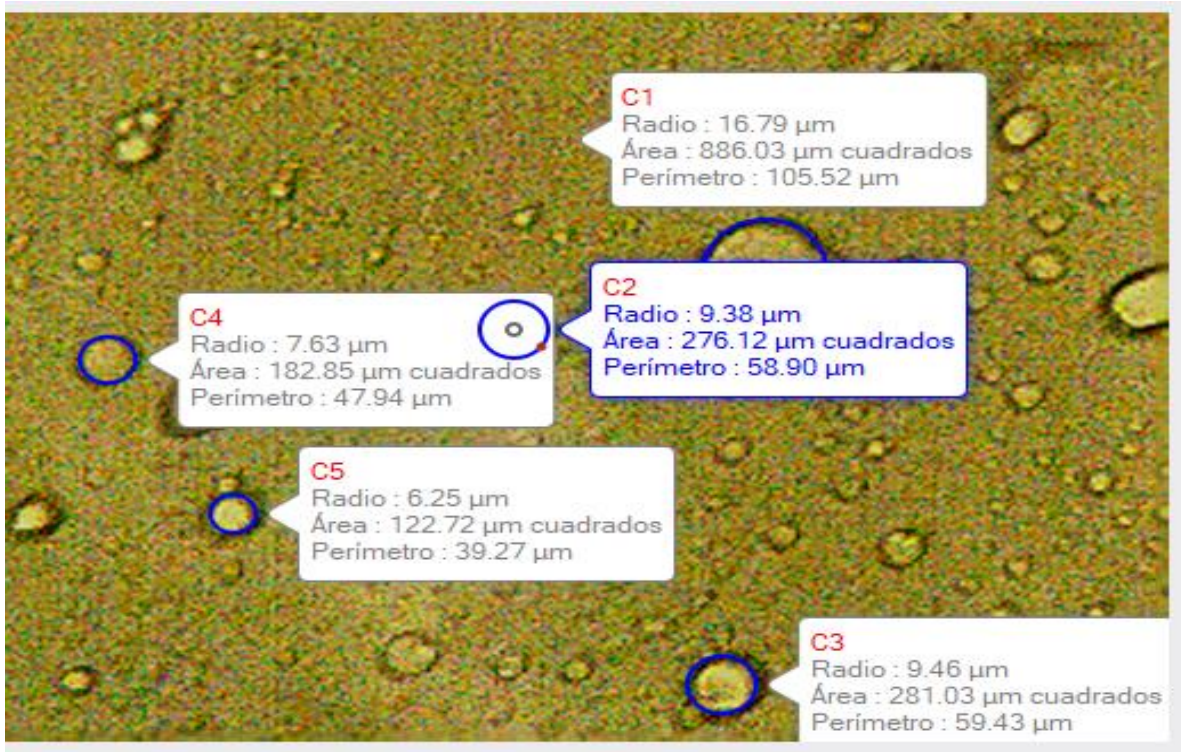 C1
Radio : 16.79 µm
Área : 886.03 µm cuadrados
Perímetro : 105.52 µm
C2
Radio : 9.38 µm
Área : 276.12 µm cuadrados
Perímetro : 58.90 µm
C4
Radio : 7.63 µm
Área : 182.85 µm cuadrados
Perímetro : 47.94 µm
C5
Radio : 6.25 µm
Área : 122.72 µm cuadrados
Perímetro : 39.27 µm
C3
Radio : 9.46 µm
Área : 281.03 µm cuadrados
Perímetro : 59.43 µm